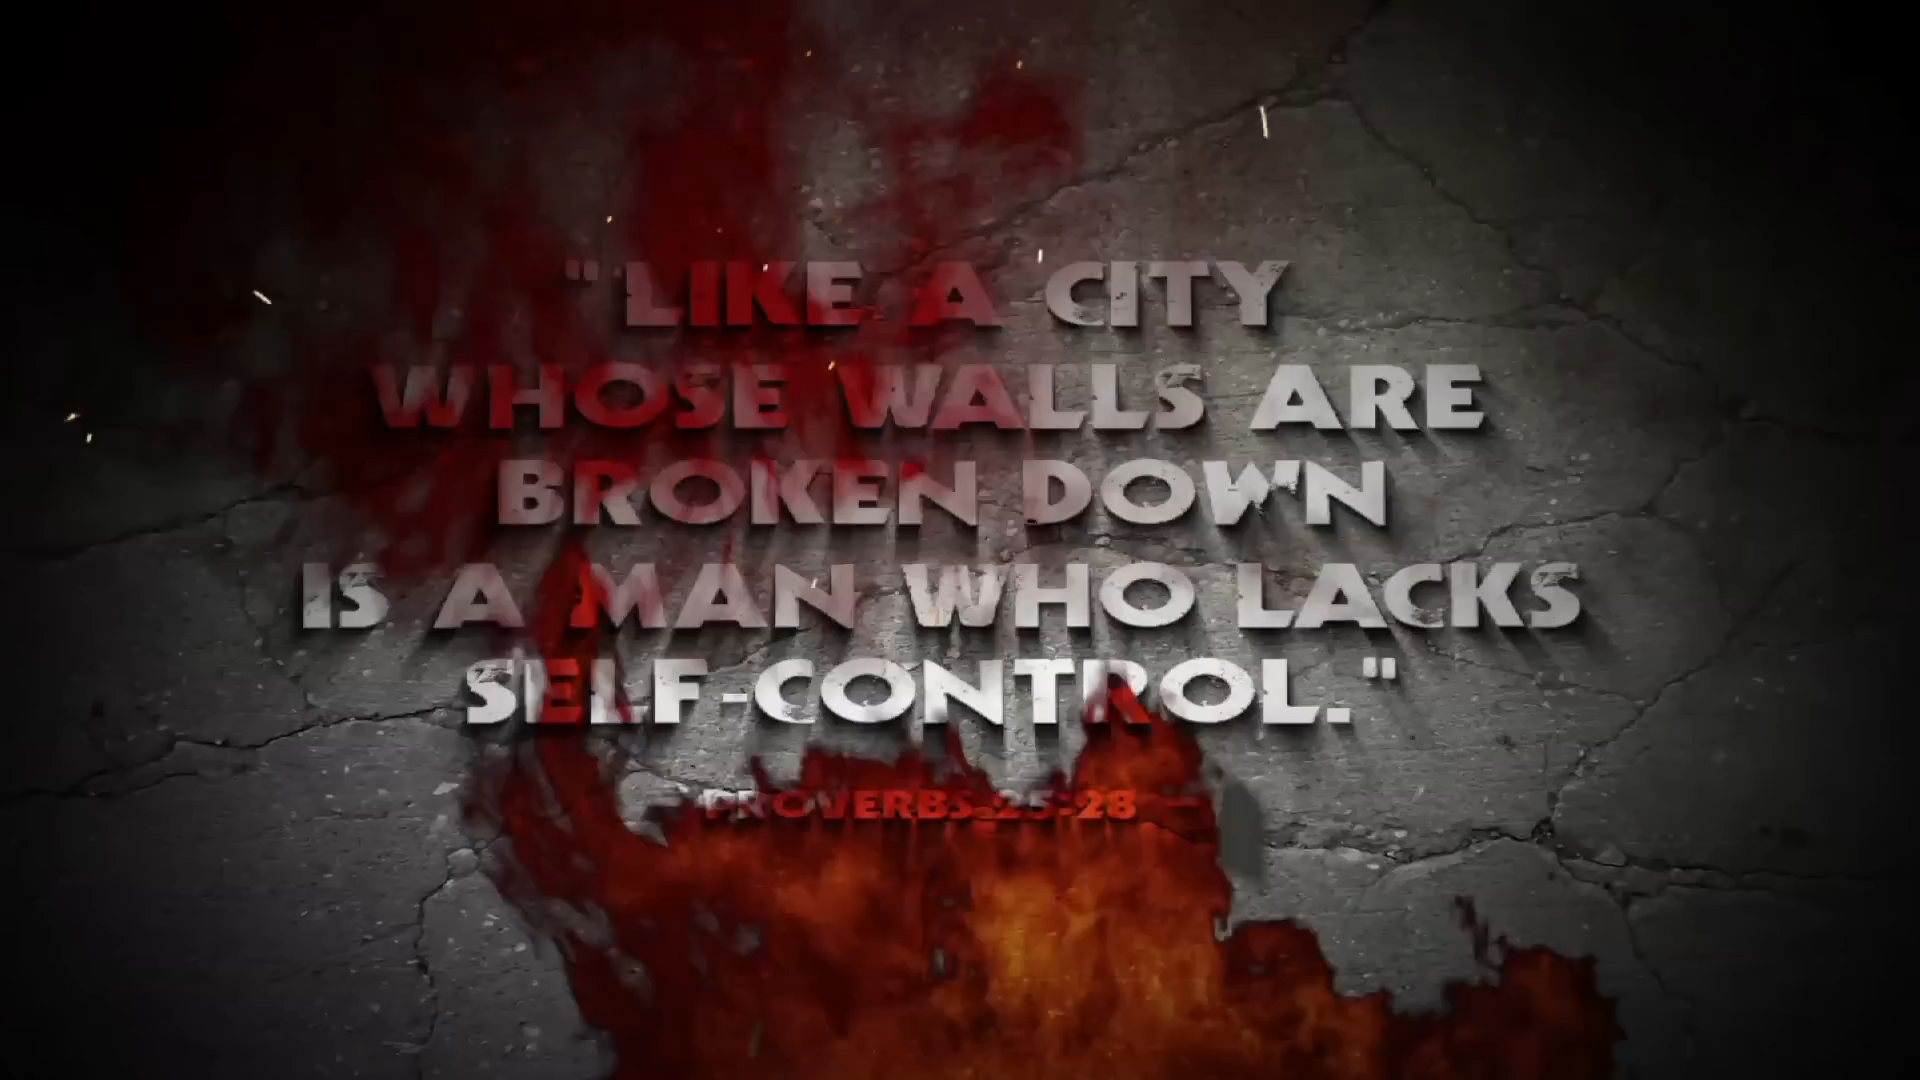 "LIKE A CITY
WHOSE WALLS ARE
BROKEN DOWN
IS A MAN WHO LACKS
SELF-CONTROL."
- PROVERBS 25:28 -